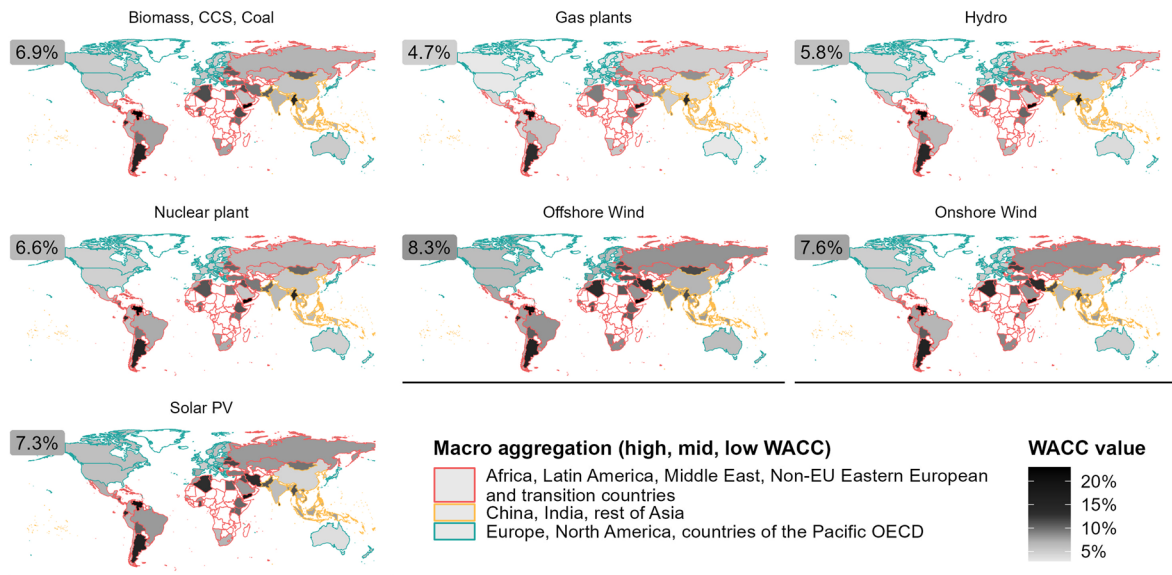 Biomass, CCS, Coal
Gas plants
Hydro
6.9%
4.7%
5.8%
Nuclear plant
Offshore Wind
Onshore Wind
6.6%
8.3%
7.6%
Solar PV
7.3%
Macro aggregation (high, mid, low WACC)
Africa, Latin America, Middle East, Non-EU Eastern European
and transition countries
China, India, rest of Asia
Europe, North America, countries of the Pacific OECD
WACC value
20%
15%
10%
5%